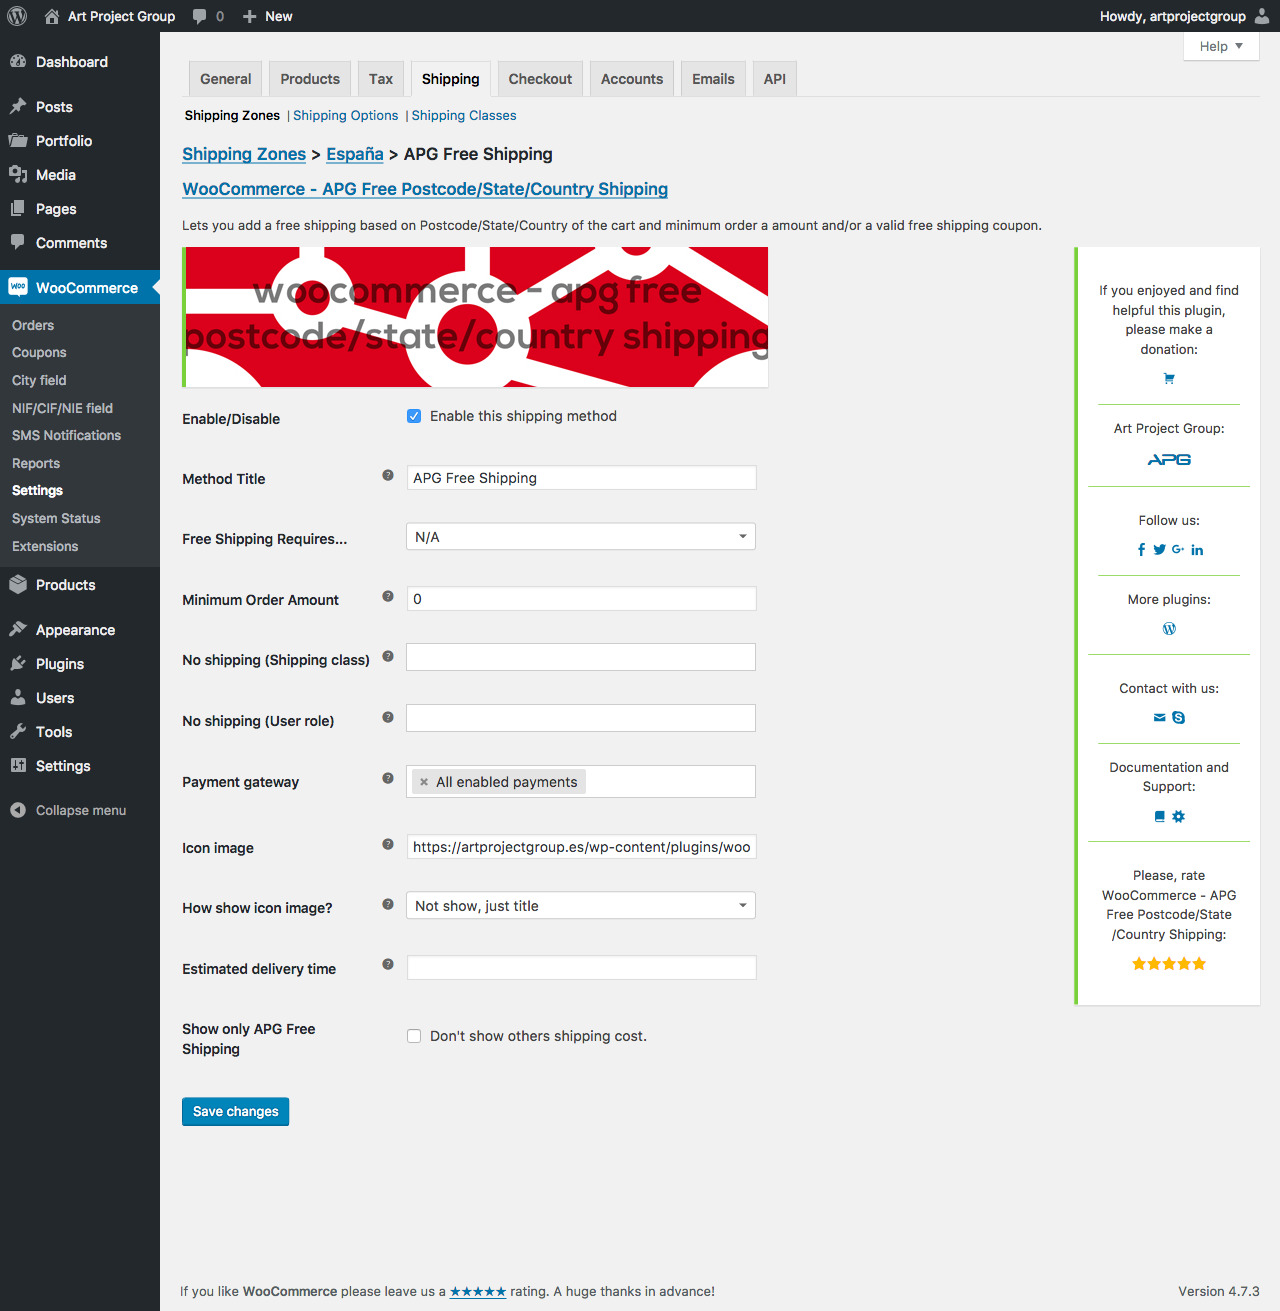 Art Project Group 0 New Howdy, artprojectgroup
Help
Dashboard
Posts
Portfolio
Media
Pages
Comments
WooCommerce
Orders
Coupons
City field
NIF/CIF/NIE field
SMS Notifications
Reports
Settings
System Status
Extensions
Products
Appearance
Plugins
Users
Tools
Settings
Collapse menu
General Products Tax Shipping Checkout Accounts Emails API
Shipping Zones | Shipping Options | Shipping Classes
Shipping Zones > España > APG Free Shipping
WooCommerce - APG Free Postcode/State/Country Shipping
Lets you add a free shipping based on Postcode/State/Country of the cart and minimum order a amount and/or a valid free shipping coupon.
woocommerce - apg free
postcode/state/country shipping
Enable/Disable Enable this shipping method
Method Title ? APG Free Shipping
Free Shipping Requires... N/A
Minimum Order Amount ? 0
No shipping (Shipping class) ?
No shipping (User role) ?
Payment gateway ? × All enabled payments
Icon image ? https://artprojectgroup.es/wp-content/plugins/woo
How show icon image? ? Not show, just title
Estimated delivery time ?
Show only APG Free
Shipping
Don't show others shipping cost.
Save changes
If you enjoyed and find
helpful this plugin,
please make a
donation:
Art Project Group:
APG
Follow us:
More plugins:
Contact with us:
Documentation and
Support:
Please, rate
WooCommerce - APG
Free Postcode/State
/Country Shipping:
If you like WooCommerce please leave us a ★★★★★ rating. A huge thanks in advance!
Version 4.7.3